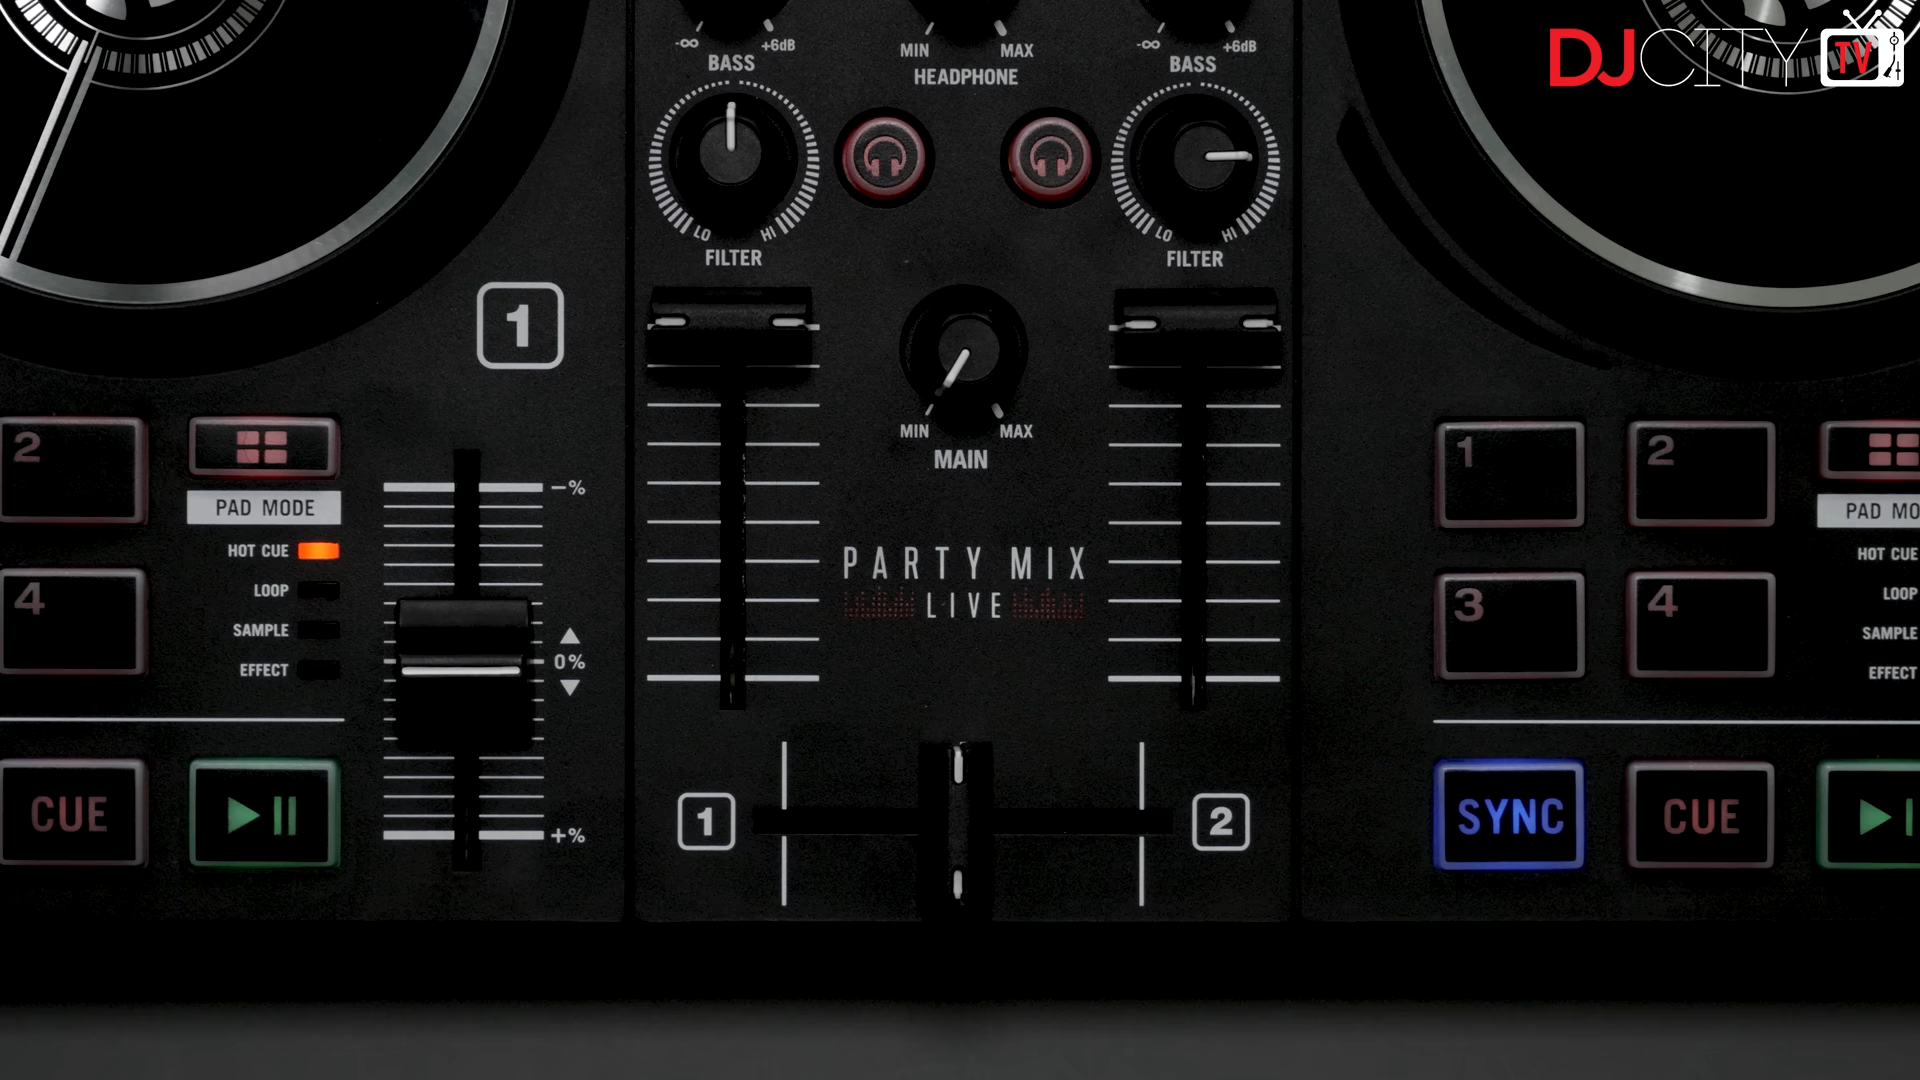 DJCITY TV
-∞ +6dB
BASS
MIN MAX
HEADPHONE
-∞ +6dB
BASS
LO HI
FILTER
LO HI
FILTER
1
MIN MAX
MAIN
2
PAD MODE
HOT CUE
LOOP
SAMPLE
EFFECT
4
CUE
-%
0%
+%
PARTY MIX
LIVE
1
2
1
2
3
4
PAD MO
HOT CUE
LOOP
SAMPLE
EFFECT
SYNC
CUE